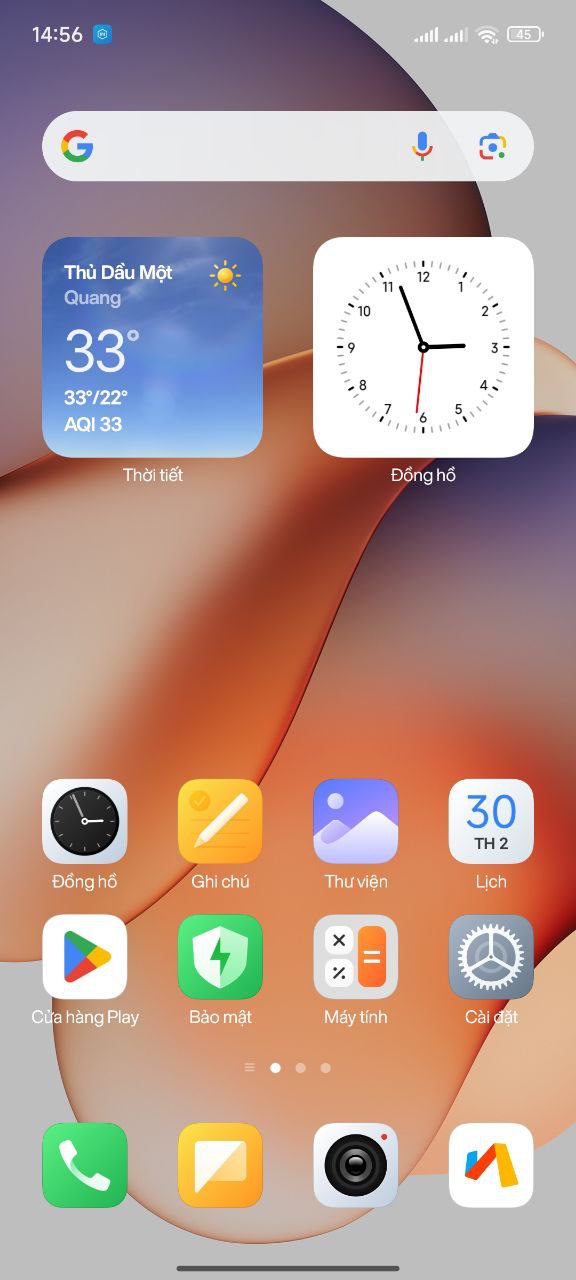 14:56
45
Thủ Dầu Một
Quang
33°
33°/22°
AQI 33
12
1
2
3
4
5
6
7
8
9
10
11
Thời tiết
Đồng hồ
30
TH 2
Đồng hồ
Ghi chú
Thư viện
Lịch
Cửa hàng Play
Bảo mật
Máy tính
Cài đặt